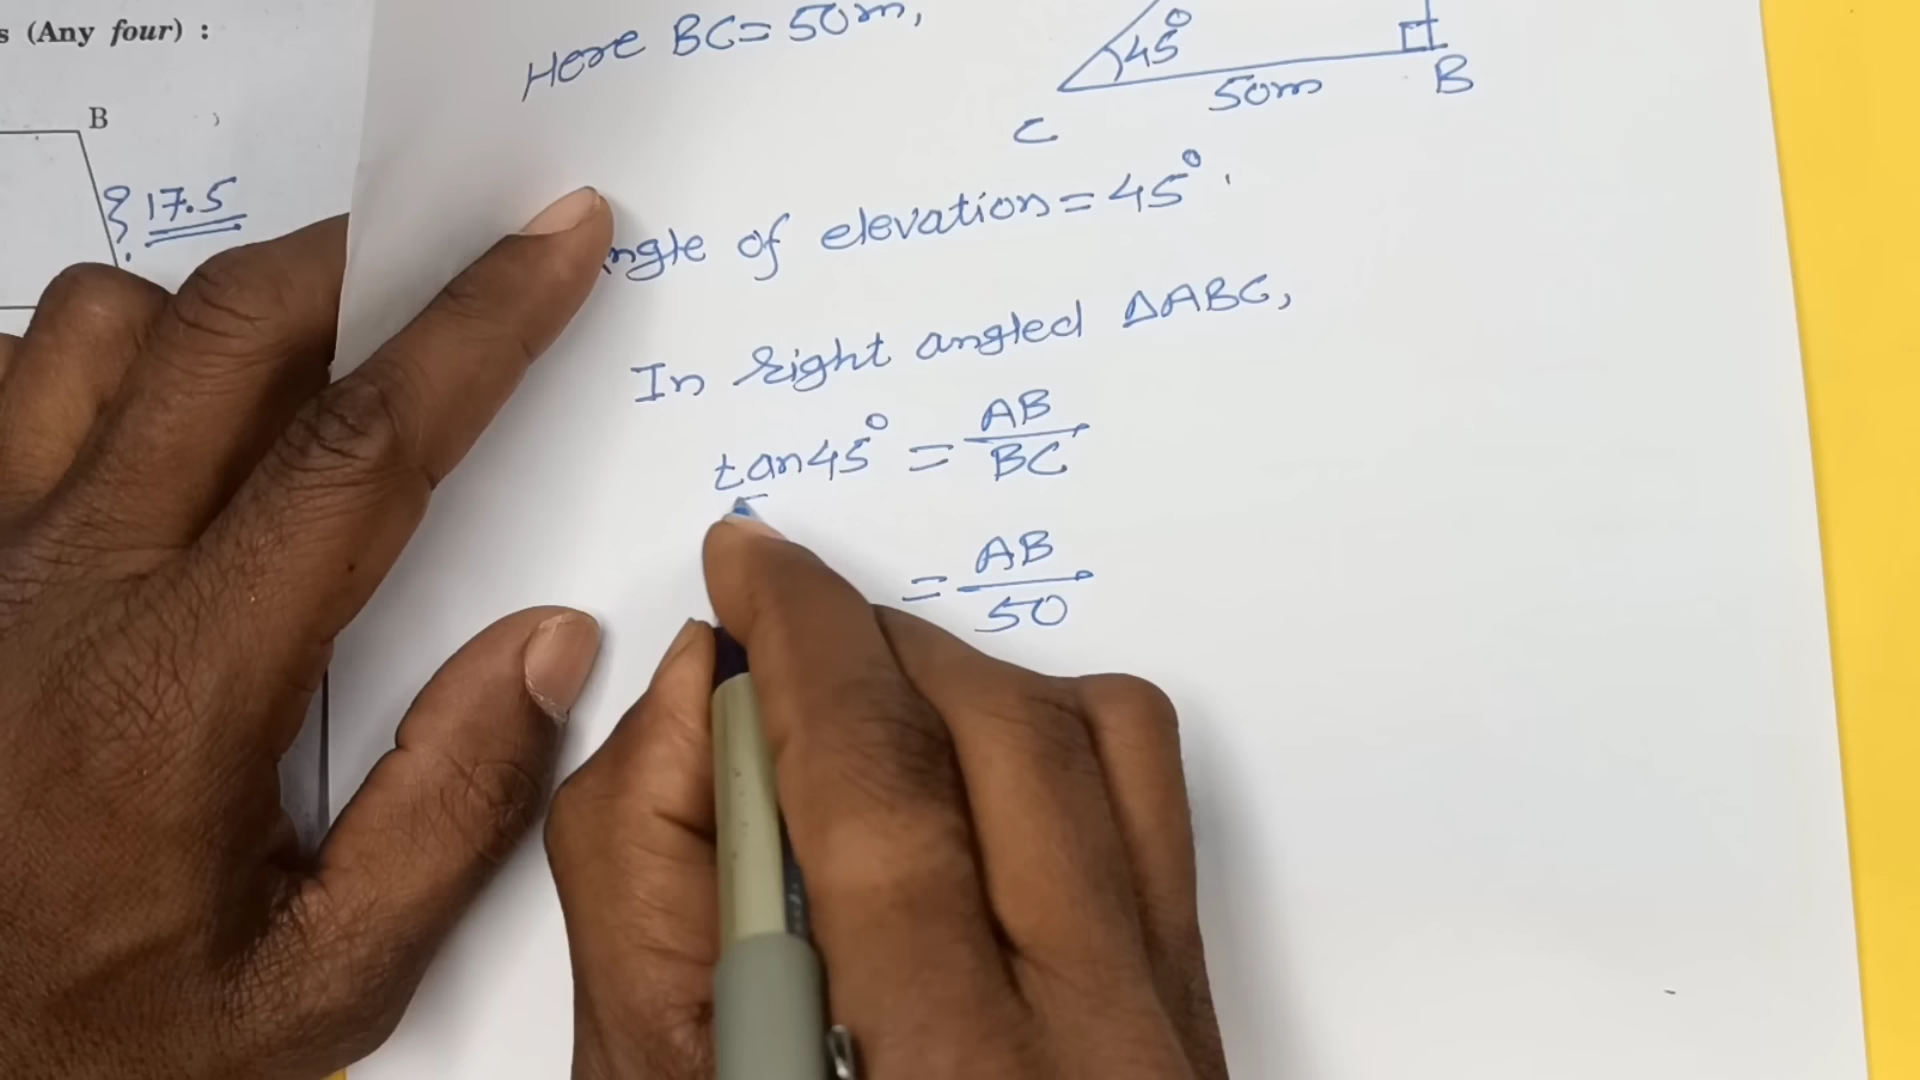 s (Any four) :
B
17.5
Here BC = 50m,
45°
50m
B
C
ngle of elevation = 45°.
In right angled ΔABC,
tan45° = AB/BC
= AB/50